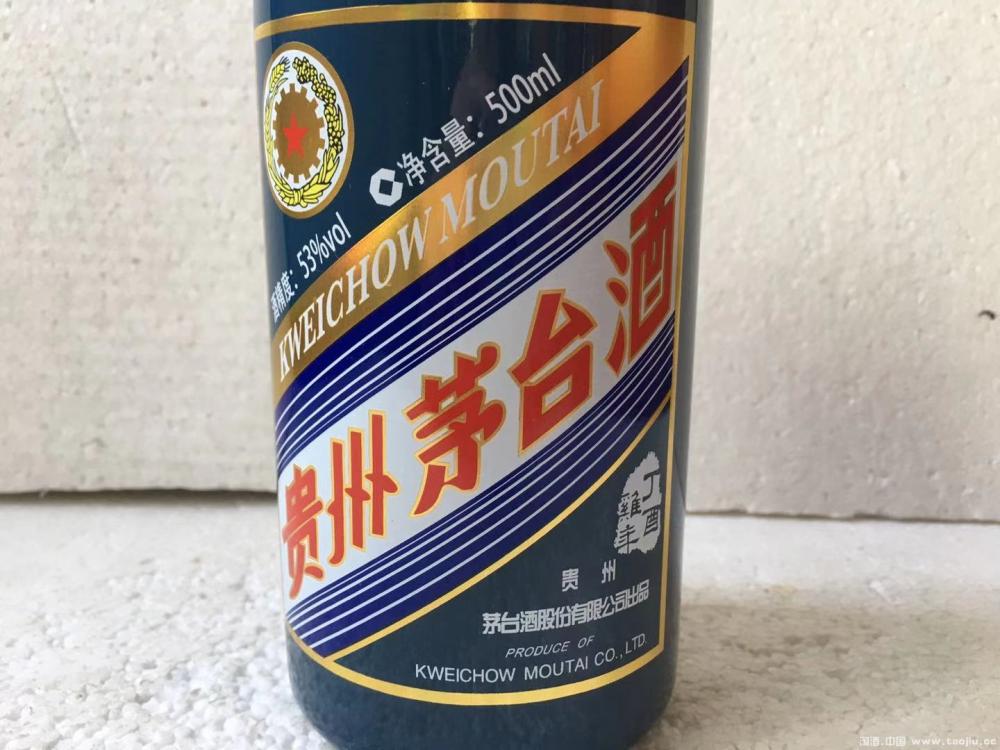 净含量：500ml
酒精度：53%vol
KWEICHOW MOUTAI
贵州茅台酒
丁酉
雞年
贵州
茅台酒股份有限公司出品
PRODUCE OF
KWEICHOW MOUTAI CO., LTD.
国酒.中国 www.taojiu.cc